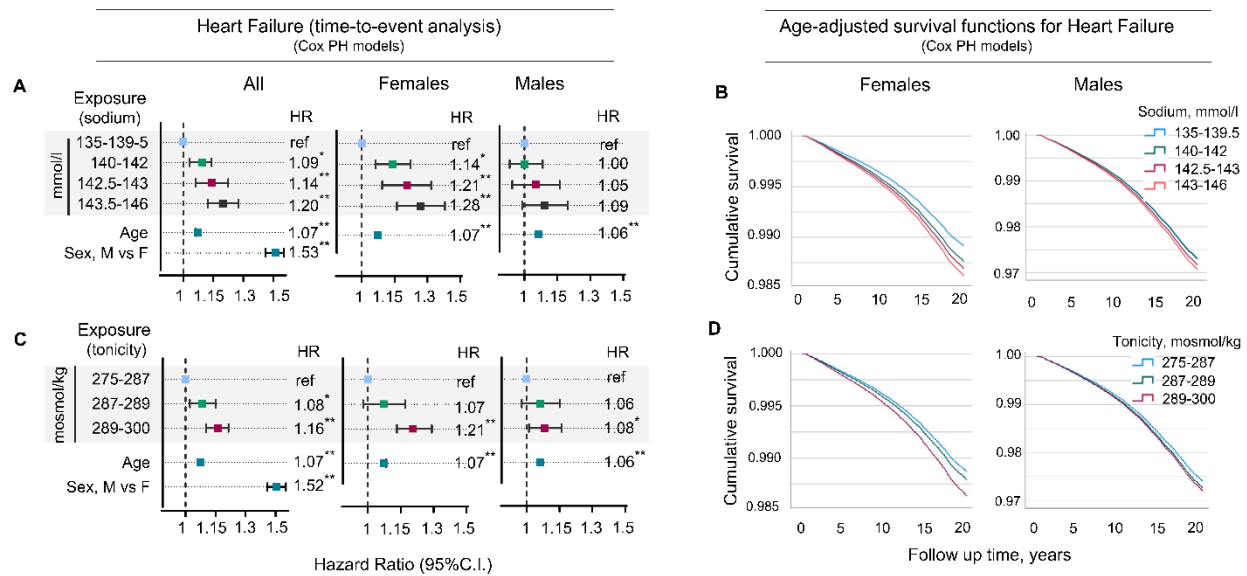 Heart Failure (time-to-event analysis)
(Cox PH models)
Age-adjusted survival functions for Heart Failure
(Cox PH models)
A
All
Females
Males
Exposure
(sodium)
HR
HR
HR
mmol/l
135-139.5
ref
ref
ref
140-142
1.09*
1.14*
1.00
142.5-143
1.14**
1.21**
1.05
143.5-146
1.20**
1.28**
1.09
Age
1.07**
1.07**
1.06**
Sex, M vs F
1.53**
1 1.15 1.3 1.5
1 1.15 1.3 1.5
1 1.15 1.3 1.5
B
Females
Males
Cumulative survival
1.000
0.995
0.990
0.985
0 5 10 15 20
1.00
0.99
0.98
0.97
0 5 10 15 20
Sodium, mmol/l
135-139.5
140-142
142.5-143
143-146
C
Exposure
(tonicity)
HR
HR
HR
mosmol/kg
275-287
ref
ref
ref
287-289
1.08*
1.07
1.06
289-300
1.16**
1.21**
1.08*
Age
1.07**
1.07**
1.06**
Sex, M vs F
1.52**
1 1.15 1.3 1.5
1 1.15 1.3 1.5
1 1.15 1.3 1.5
Hazard Ratio (95%C.I.)
D
Cumulative survival
1.000
0.995
0.990
0.985
0 5 10 15 20
1.00
0.99
0.98
0.97
0 5 10 15 20
Tonicity, mosmol/kg
275-287
287-289
289-300
Follow up time, years